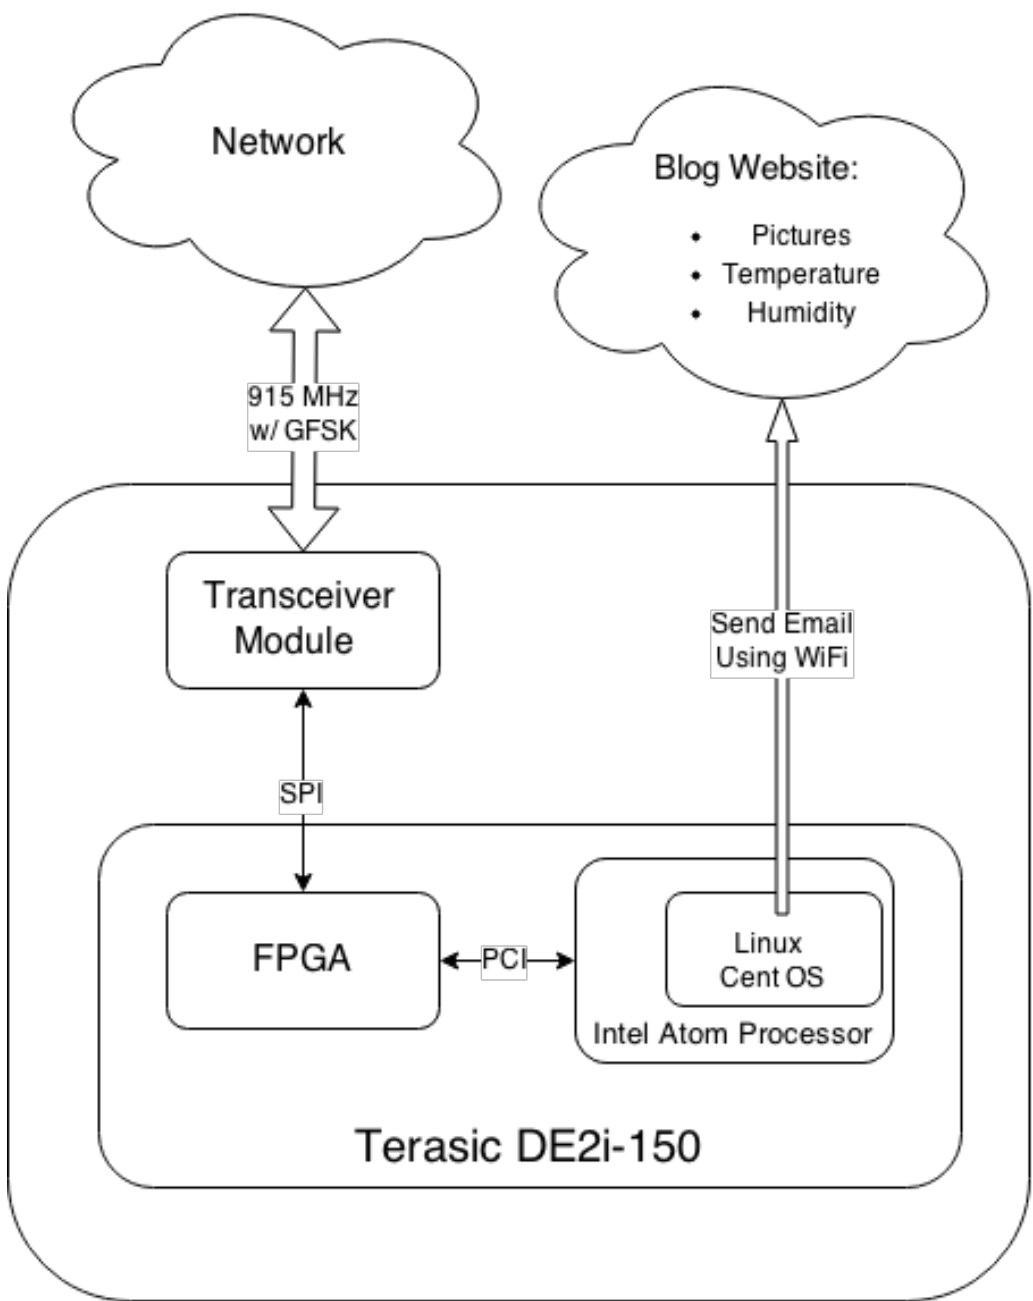 Network
Blog Website:
• Pictures
• Temperature
• Humidity
915 MHz
w/ GFSK
Transceiver
Module
Send Email
Using WiFi
SPI
FPGA
PCI
Linux
Cent OS
Intel Atom Processor
Terasic DE2i-150